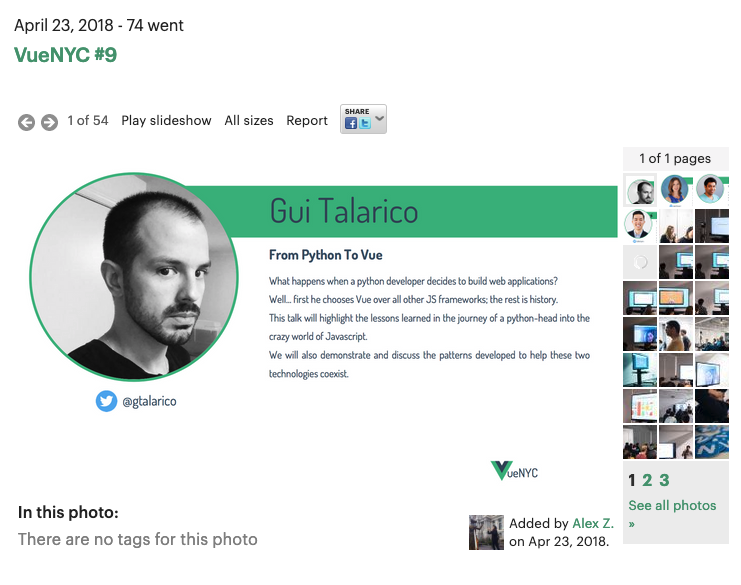 April 23, 2018 - 74 went
VueNYC #9
1 of 54 Play slideshow All sizes Report SHARE
1 of 1 pages
Gui Talarico
From Python To Vue
What happens when a python developer decides to build web applications?
Well... first he chooses Vue over all other JS frameworks; the rest is history.
This talk will highlight the lessons learned in the journey of a python-head into the
crazy world of Javascript.
We will also demonstrate and discuss the patterns developed to help these two
technologies coexist.
@gtalarico
VueNYC
1 2 3
See all photos
»
In this photo:
There are no tags for this photo
Added by Alex Z.
on Apr 23, 2018.